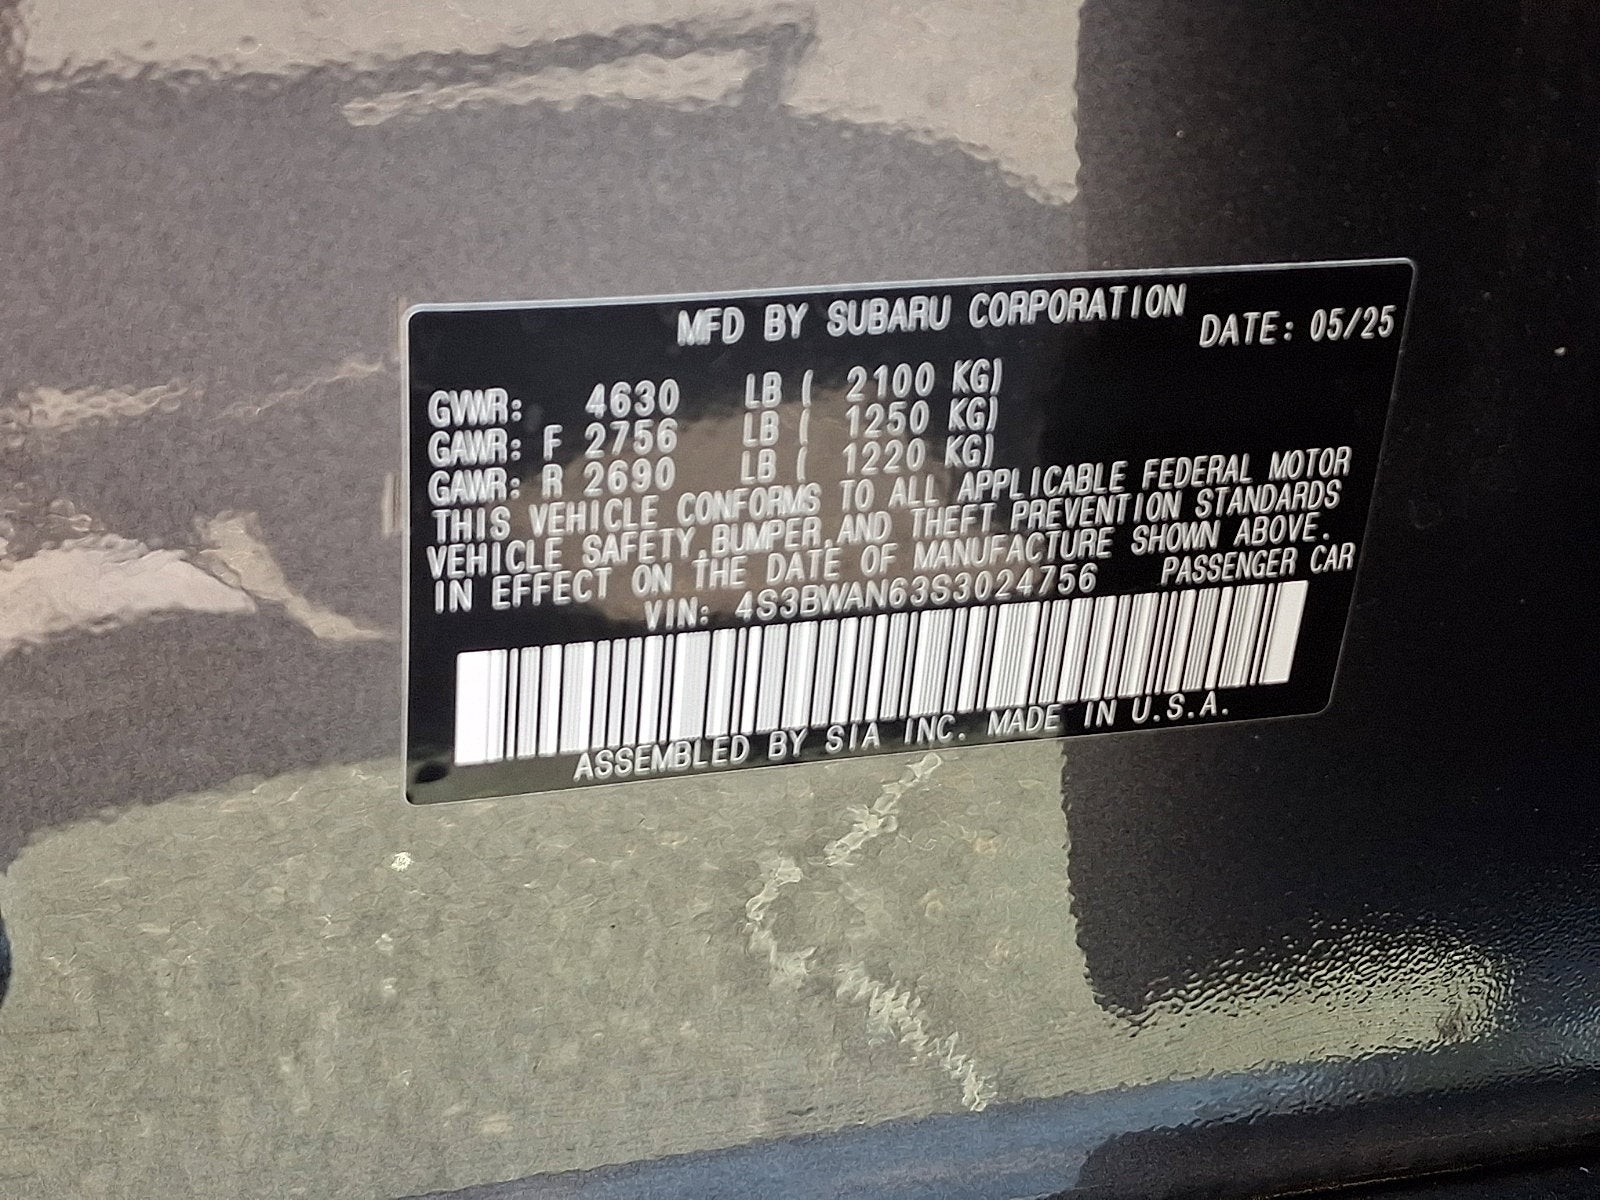 MFD BY SUBARU CORPORATION DATE: 05/25
GVWR: 4630 LB ( 2100 KG)
GAWR: F 2756 LB ( 1250 KG)
GAWR: R 2690 LB ( 1220 KG)
THIS VEHICLE CONFORMS TO ALL APPLICABLE FEDERAL MOTOR
VEHICLE SAFETY,BUMPER,AND THEFT PREVENTION STANDARDS
IN EFFECT ON THE DATE OF MANUFACTURE SHOWN ABOVE.
VIN: 4S3BWAN63S3024756 PASSENGER CAR
ASSEMBLED BY SIA INC. MADE IN U.S.A.